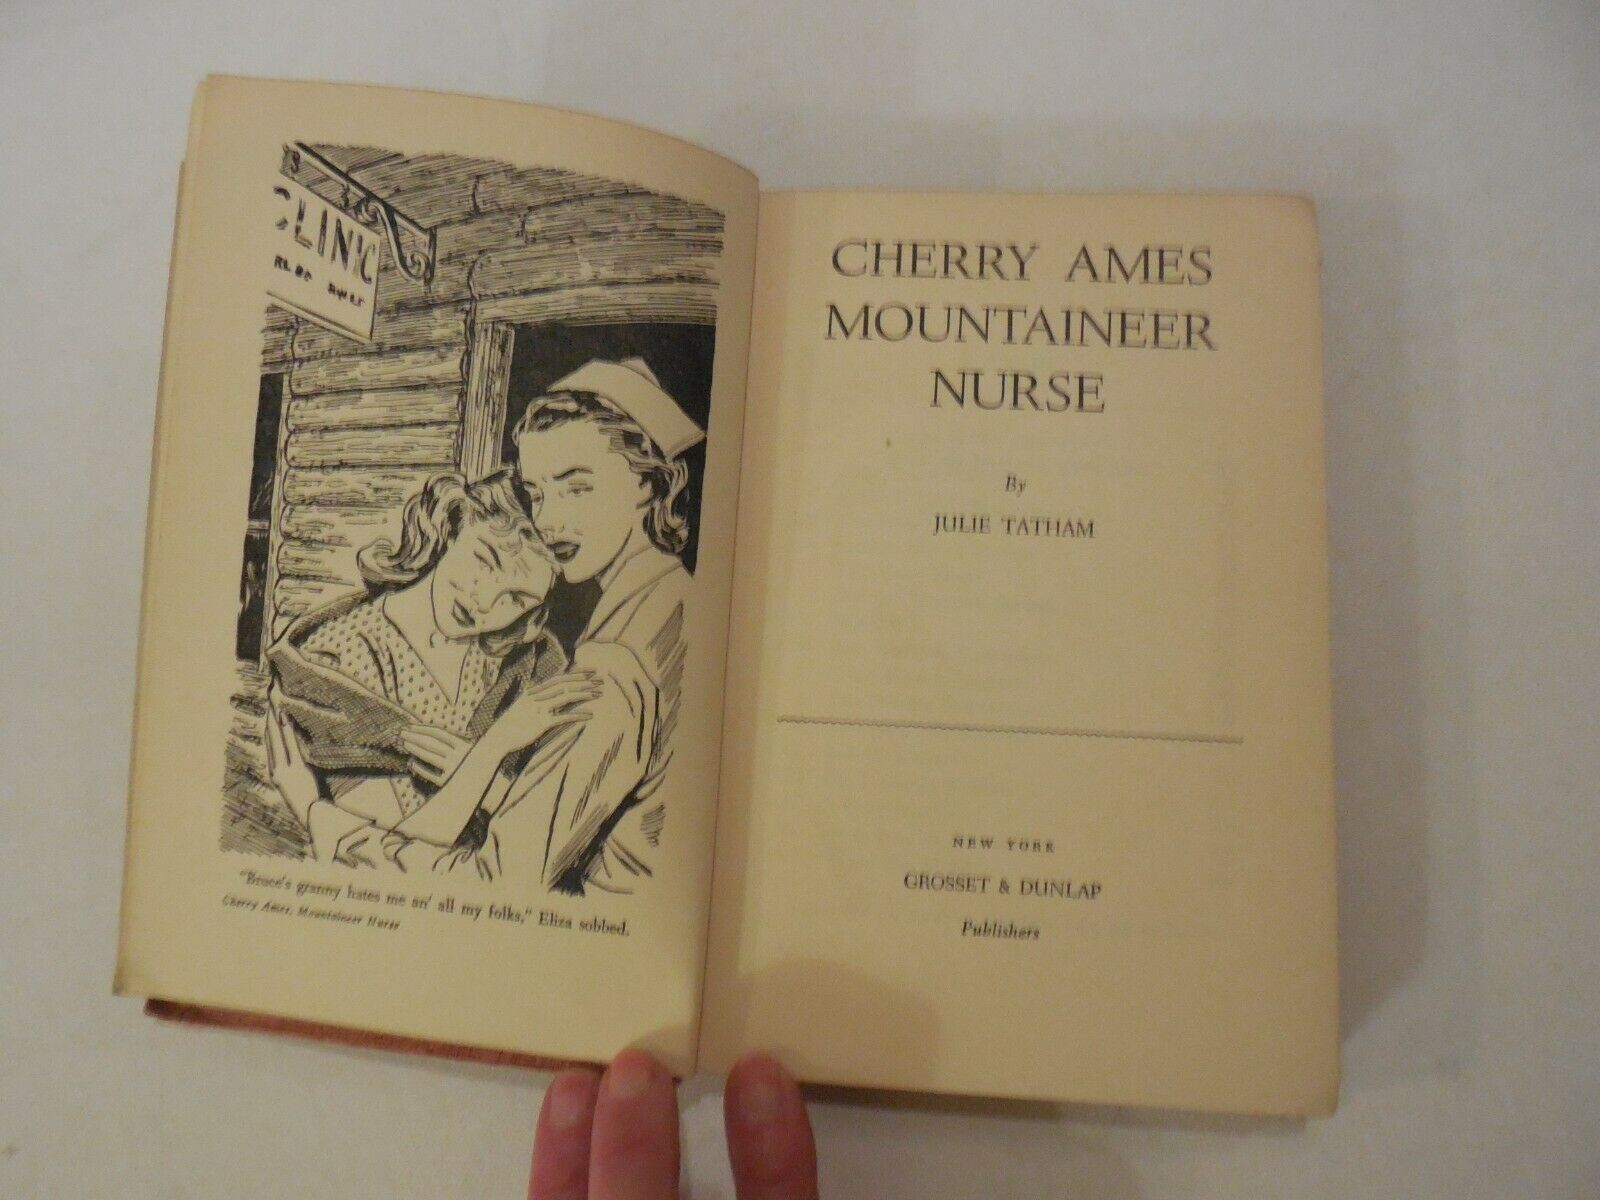 CLINIC
"Bruce's granny hates me an' all my folks," Eliza sobbed.
Cherry Ames, Mountaineer Nurse
CHERRY AMES
MOUNTAINEER
NURSE
By
JULIE TATHAM
NEW YORK
GROSSET & DUNLAP
Publishers